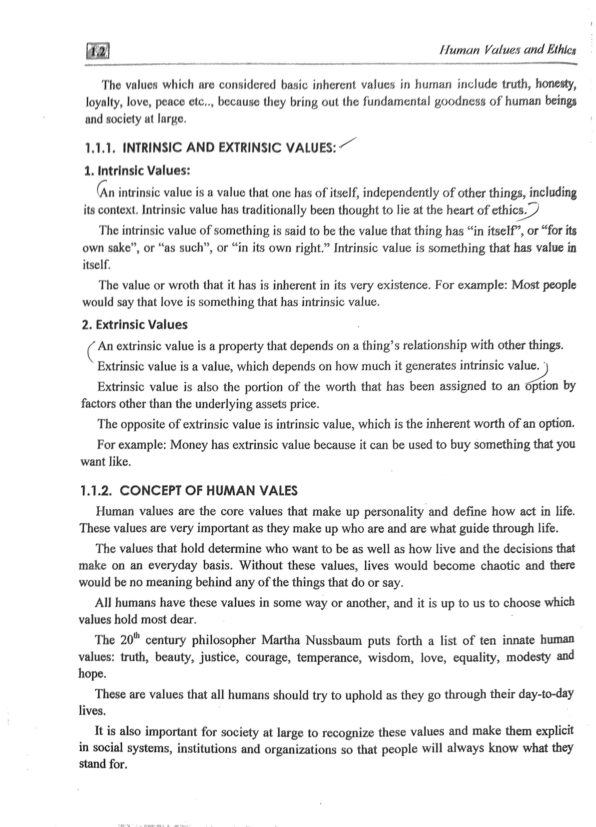 1.2 Human Values and Ethics
The values which are considered basic inherent values in human include truth, honesty,
loyalty, love, peace etc.., because they bring out the fundamental goodness of human beings
and society at large.
1.1.1. INTRINSIC AND EXTRINSIC VALUES:
1. Intrinsic Values:
An intrinsic value is a value that one has of itself, independently of other things, including
its context. Intrinsic value has traditionally been thought to lie at the heart of ethics.
The intrinsic value of something is said to be the value that thing has "in itself", or "for its
own sake", or "as such", or "in its own right." Intrinsic value is something that has value in
itself.
The value or wroth that it has is inherent in its very existence. For example: Most people
would say that love is something that has intrinsic value.
2. Extrinsic Values
An extrinsic value is a property that depends on a thing's relationship with other things.
Extrinsic value is a value, which depends on how much it generates intrinsic value.
Extrinsic value is also the portion of the worth that has been assigned to an option by
factors other than the underlying assets price.
The opposite of extrinsic value is intrinsic value, which is the inherent worth of an option.
For example: Money has extrinsic value because it can be used to buy something that you
want like.
1.1.2. CONCEPT OF HUMAN VALES
Human values are the core values that make up personality and define how act in life.
These values are very important as they make up who are and are what guide through life.
The values that hold determine who want to be as well as how live and the decisions that
make on an everyday basis. Without these values, lives would become chaotic and there
would be no meaning behind any of the things that do or say.
All humans have these values in some way or another, and it is up to us to choose which
values hold most dear.
The 20th century philosopher Martha Nussbaum puts forth a list of ten innate human
values: truth, beauty, justice, courage, temperance, wisdom, love, equality, modesty and
hope.
These are values that all humans should try to uphold as they go through their day-to-day
lives.
It is also important for society at large to recognize these values and make them explicit
in social systems, institutions and organizations so that people will always know what they
stand for.